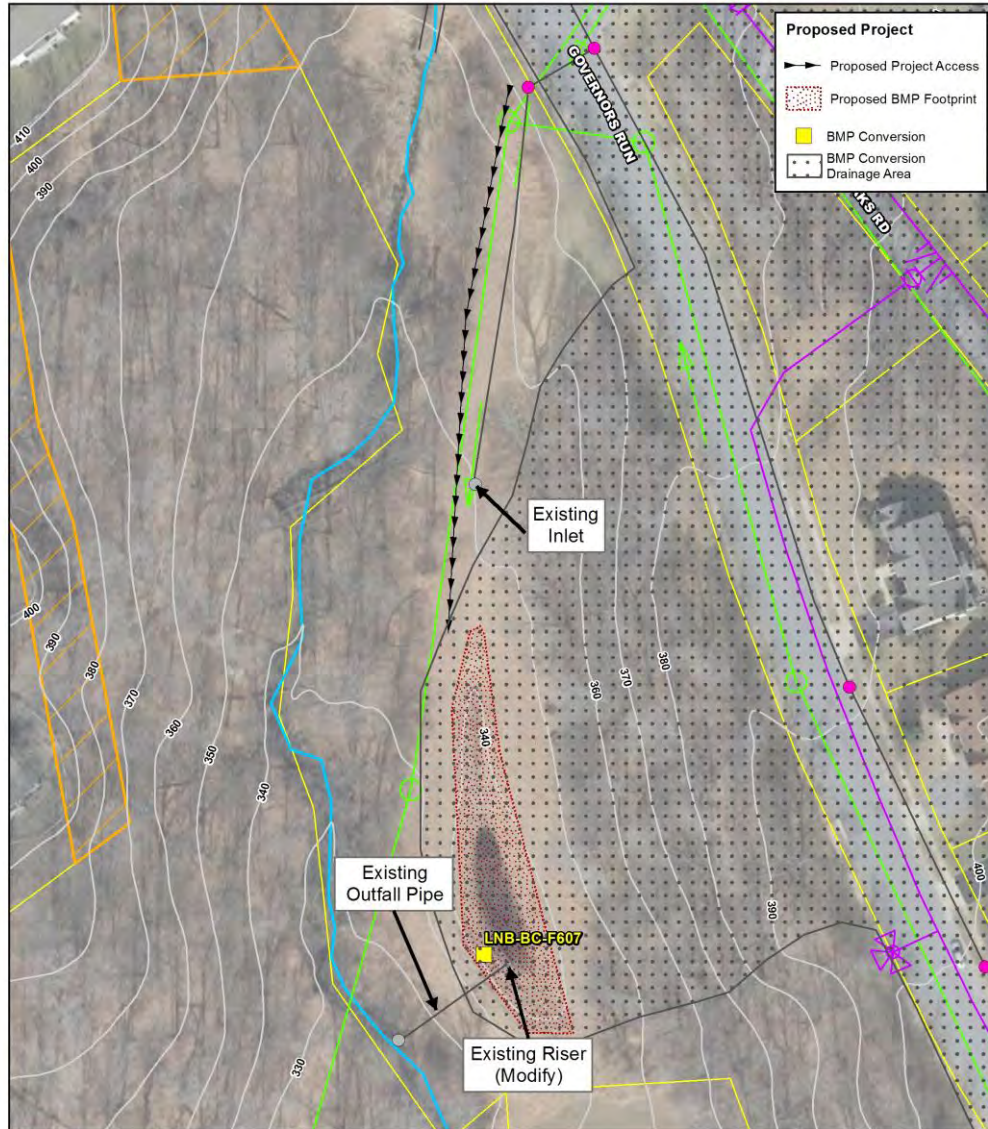 Proposed Project
Proposed Project Access
Proposed BMP Footprint
BMP Conversion
BMP Conversion
Drainage Area
GOVERNORS RUN
KS RD
410
400
390
Existing
Inlet
400
390
380
370
360
350
340
360
370
380
340
390
400
Existing
Outfall Pipe
LNB-BC-F607
Existing Riser
(Modify)
330